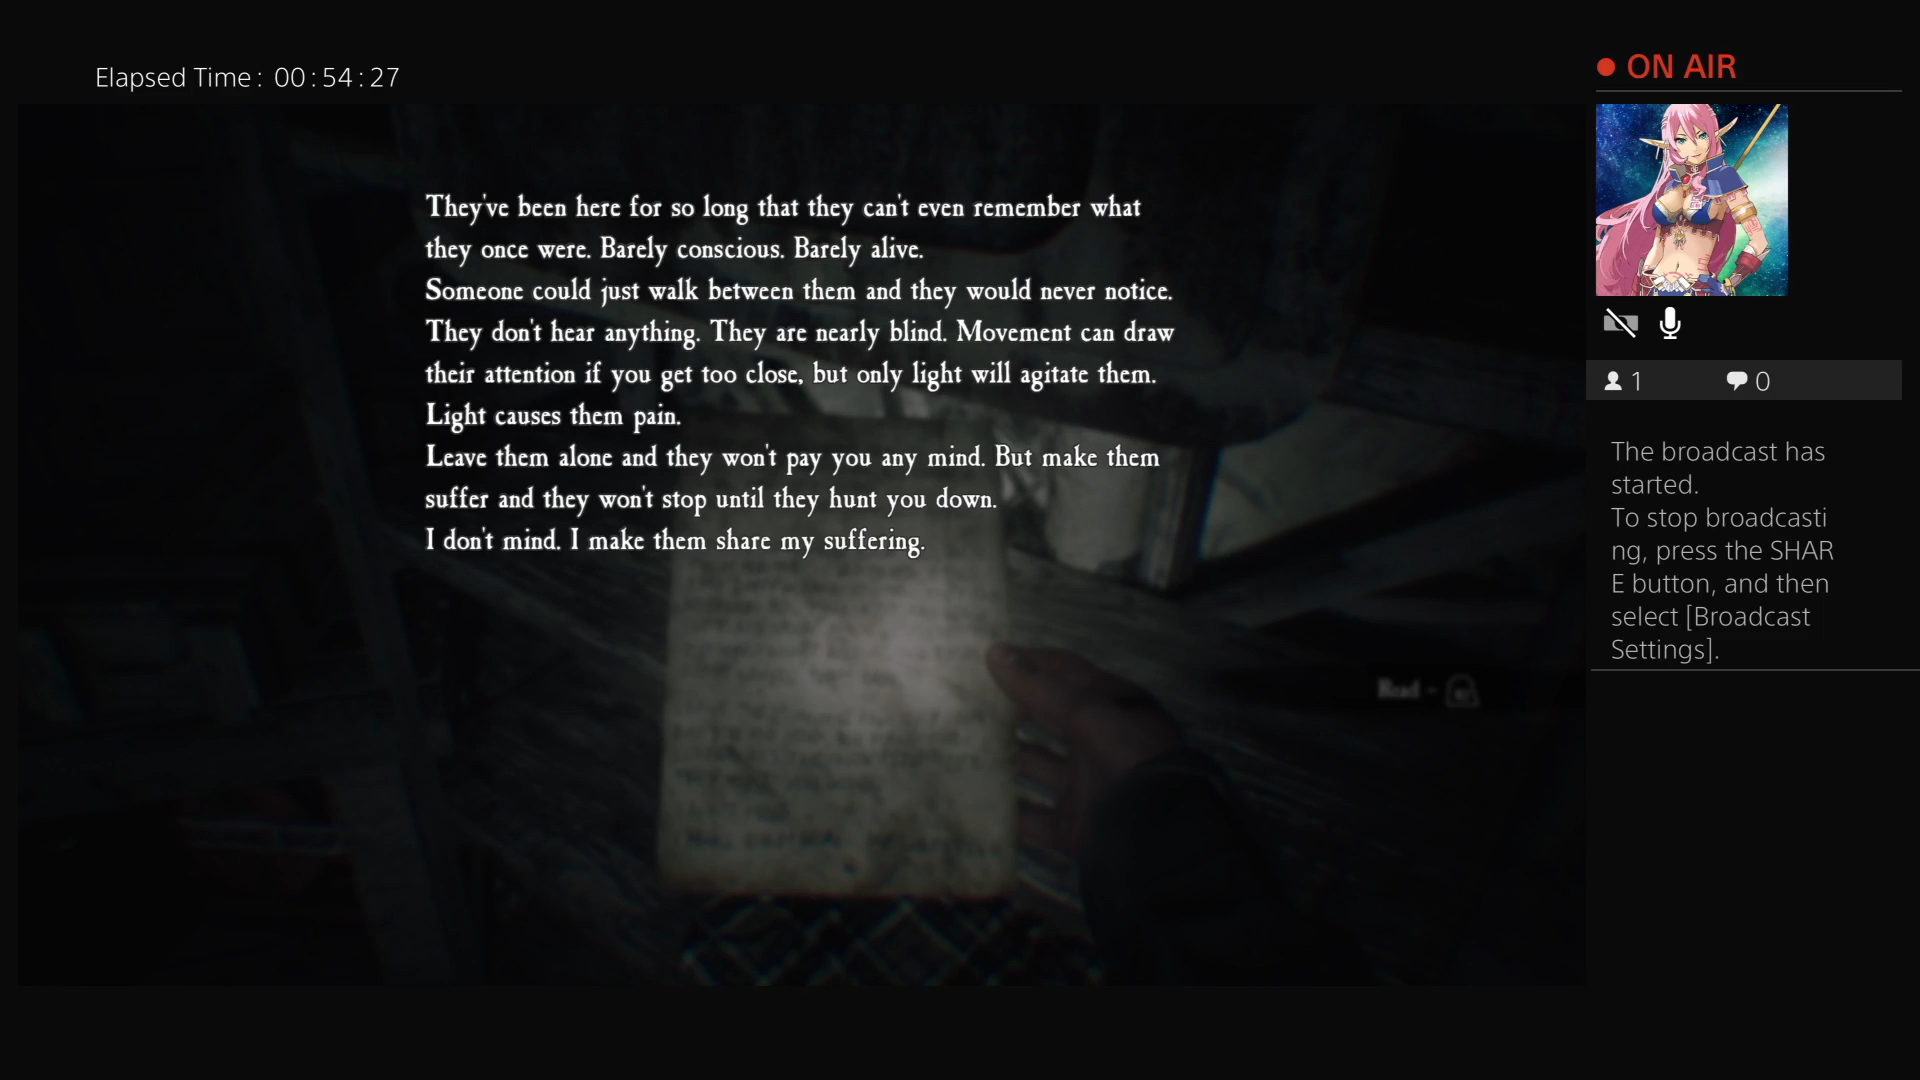 Elapsed Time: 00:54:27
ON AIR
They've been here for so long that they can't even remember what
they once were. Barely conscious. Barely alive.
Someone could just walk between them and they would never notice.
They don't hear anything. They are nearly blind. Movement can draw
their attention if you get too close, but only light will agitate them.
Light causes them pain.
Leave them alone and they won't pay you any mind. But make them
suffer and they won't stop until they hunt you down.
I don't mind. I make them share my suffering.
Read -
1
0
The broadcast has
started.
To stop broadcasti
ng, press the SHAR
E button, and then
select [Broadcast
Settings].